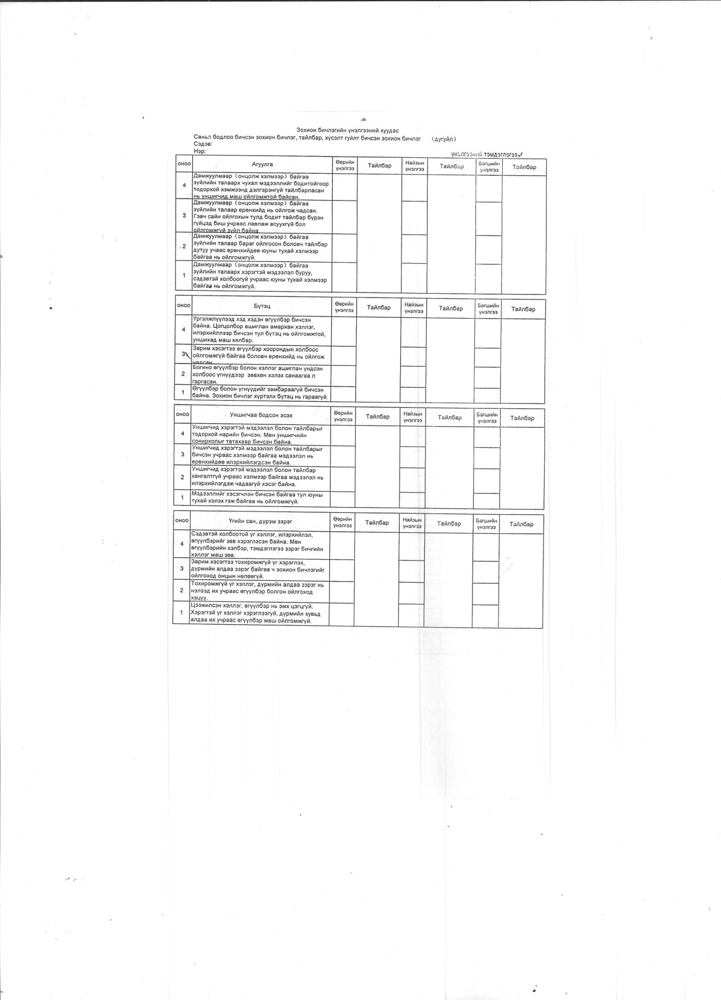 Зохион бичлэгийн үнэлгээний хуудас
Санал бодлоо бичсэн зохион бичлэг, тайлбар, хүсэлт гуйлт бичсэн зохион бичлэг (дугуйл)
Сэдэв:
Нэр:
үнэлгээний тэмдэглэгээ✓
оноо Агуулга Өөрийн үнэлгээ Тайлбар Найзын үнэлгээ Тайлбар Багшийн үнэлгээ Тайлбар
4 Дамжуулмаар (онцолж хэлмээр) байгаа
зүйлийн талаарх чухал мэдээллийг бодитойгоор
тодорхой хэмжээнд дэлгэрэнгүй тайлбарласан
нь уншигчид маш ойлгомжтой байсан.
3 Дамжуулмаар (онцолж хэлмээр) байгаа
зүйлийн талаар ерөнхийд нь ойлгож чадсан.
Гэвч сайн ойлгохын тулд бодит тайлбар бүрэн
гүйцэд биш учраас лавлаж асуухгүй бол
ойлгомжгүй зүйл байна.
2 Дамжуулмаар (онцолж хэлмээр) байгаа
зүйлийн талаар бараг ойлгосон боловч тайлбар
дутуу учаас ерөнхийдөө юуны тухай хэлмээр
байгаа нь ойлгомжгүй.
1 Дамжуулмаар (онцолж хэлмээр) байгаа
зүйлийн талаарх хэрэгтэй мэдээлэл буруу,
сэдэвтэй холбоогүй учраас юуны тухай хэлмээр
байгаа нь ойлгомжгүй.
оноо Бүтэц Өөрийн үнэлгээ Тайлбар Найзын үнэлгээ Тайлбар Багшийн үнэлгээ Тайлбар
4 Үргэлжлүүлээд хэд хэдэн өгүүлбэр бичсэн
байна. Цогцолбор ашиглан амархан хэллэг,
илэрхийллээр бичсэн тул бүтэц нь ойлгомжтой,
уншихад маш хялбар.
3 Зарим хэсэгтээ өгүүлбэр хоорондын холбоос
ойлгомжгүй байгаа боловч ерөнхийд нь ойлгож
чадсан.
2 Богино өгүүлбэр болон хэллэг ашиглан үндсэн
холбоос үгнүүдээр зөвхөн хэлэх санаагаа л
гаргасан.
1 Өгүүлбэр болон үгнүүдийг замбараагүй бичсэн
байна. Зохион бичлэг хүртэлх бүтэц нь гараагүй.
оноо Уншигчаа бодсон эсэх Өөрийн үнэлгээ Тайлбар Найзын үнэлгээ Тайлбар Багшийн үнэлгээ Тайлбар
4 Уншигчид хэрэгтэй мэдээлэл болон тайлбарыг
тодорхой нарийн бичсэн. Мөн уншигчийн
сонирхолыг татахаар бичсэн байна.
3 Уншигчид хэрэгтэй мэдээлэл болон тайлбарыг
бичсэн учраас хэлмээр байгаа мэдээлэл нь
ерөнхийдөө илэрхийлэгдсэн байна.
2 Уншигчид хэрэгтэй мэдээлэл болон тайлбар
хангалтгүй учраас хэлмээр байгаа мэдээлэл нь
илэрхийлэгдэж чадаагүй хэсэг байна.
1 Мэдээллийг хэсэгчлэн бичсэн байгаа тул юуны
тухай хэлэх гэж байгаа нь ойлгомжгүй.
оноо Үгийн сан, дүрэм зэрэг Өөрийн үнэлгээ Тайлбар Найзын үнэлгээ Тайлбар Багшийн үнэлгээ Тайлбар
4 Сэдэвтэй холбоотой үг хэллэг, илэрхийлэл,
өгүүлбэрийг зөв хэрэглэсэн байна. Мөн
өгүүлбэрийн хэлбэр, тэмдэглэгээ зэрэг бичгийн
хэллэг маш зөв.
3 Зарим хэсэгтээ тохиромжгүй үг хэрэглэх,
дүрмийн алдаа зэрэг байгаа ч зохион бичлэгийг
ойлгоход онцын нөлөөгүй.
2 Тохиромжгүй үг хэллэг, дүрмийн алдаа зэрэг нь
нэлээд их учраас өгүүлбэр болгон ойлгоход
хэцүү.
1 Цээжилсэн хэллэг, өгүүлбэр нь эмх цэгцгүй.
Хэрэгтэй үг хэллэг хэрэглээгүй, дүрмийн хувьд
алдаа их учраас өгүүлбэр маш ойлгомжгүй.